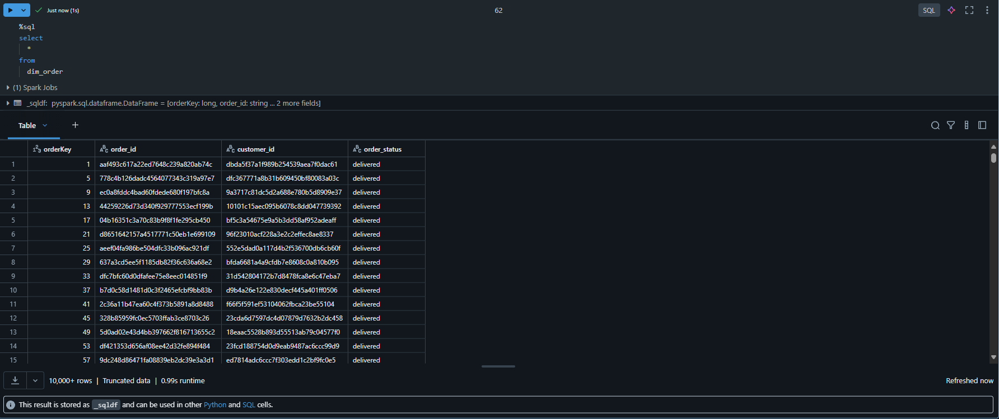 Just now (1s)
62
SQL
%sql
select
*
from
dim_order
(1) Spark Jobs
_sqldf: pyspark.sql.dataframe.DataFrame = [orderKey: long, order_id: string ... 2 more fields]
Table
+
123 orderKey ABC order_id ABC customer_id ABC order_status
1 1 aaf493c617a22ed7648c239a820ab74c dbda5f37a1f989b254539aea7f0dac61 delivered
2 5 778c4b126dadc4564077343c319a97e7 dfc367771a8b31b609450bf80083a03c delivered
3 9 ec0a8fddc4bad60fdede680f197bfc8a 9a3717c81dc5d2a688e780b5d8909e37 delivered
4 13 44259226d73d340f929777553ecf199b 10101c15aec095b6078c8dd047739392 delivered
5 17 04b16351c3a70c83b9f8f1fe295cb450 bf5c3a54675e9a5b3dd58af952adeaff delivered
6 21 d8651642157a4517771c50eb1e699109 96f23010acf228a3e2c2effec8ae8337 delivered
7 25 aeef04fa986be504dfc33b096ac921df 552e5dad0a117d4b2f536700db6cb60f delivered
8 29 637a3cd5ee5f1185db82f36c636a68e2 bfda6681a4a9cfdb7e8608c0a810b095 delivered
9 33 dfc7bfc60d0dfafee75e8eec014851f9 31d542804172b7d8478fca8e6c47eba7 delivered
10 37 b7d0c58d1481d0c3f2465efcbf9bb83b d9b4a26e122e830decf445a401ff0506 delivered
11 41 2c36a11b47ea60c4f373b5891a8d8488 f66f5f591ef53104062fbca23be55104 delivered
12 45 328b85959fc0ec5703ffab3ce8703c26 23cda6d7597dc4d07879d7632b2dc458 delivered
13 49 5d0ad02e43d4bb397662f816713655c2 18eaac5528b893d55513ab79c04577f0 delivered
14 53 df421353d656af08ee42d32fe894f484 23fcd188754d0d9eab9487ac6ccc99d9 delivered
15 57 9dc248d86471fa08839eb2dc39e3a3d1 ed7814adc6ccc7f303edd1c2bf9fc0e5 delivered
10,000+ rows | Truncated data | 0.99s runtime
Refreshed now
This result is stored as _sqldf and can be used in other Python and SQL cells.